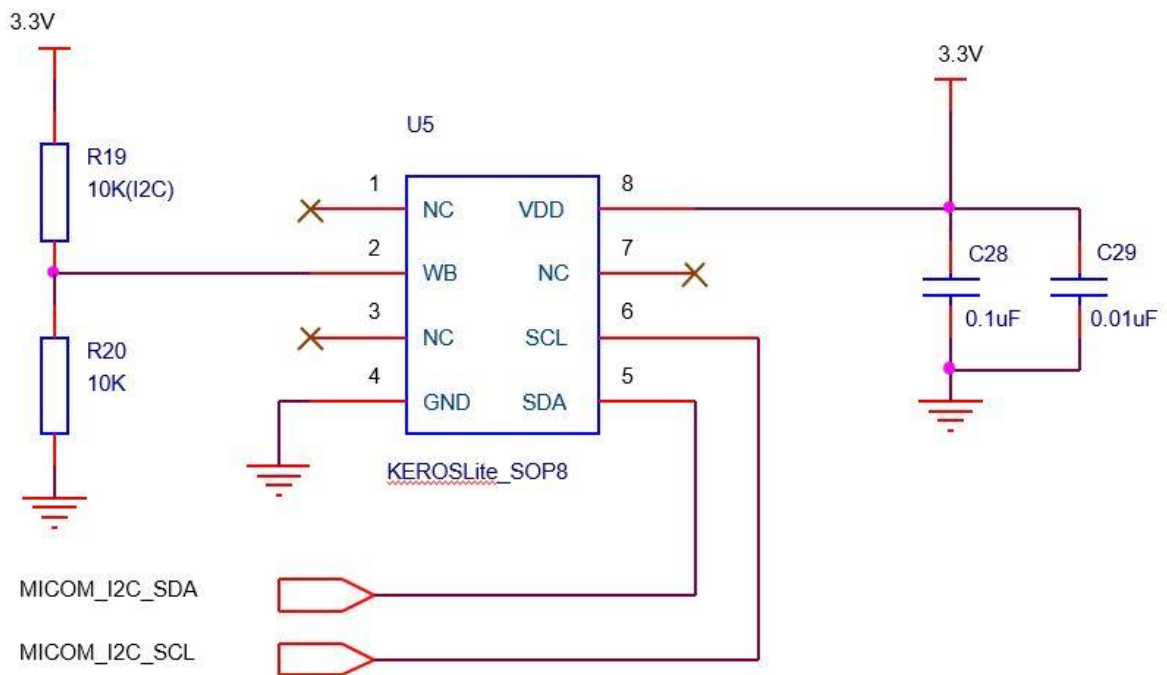 3.3V
3.3V
U5
R19
10K(I2C)
1
NC
VDD
8
2
WB
NC
7
C28
0.1uF
C29
0.01uF
3
NC
SCL
6
R20
10K
4
GND
SDA
5
KEROSLite_SOP8
MICOM_I2C_SDA
MICOM_I2C_SCL